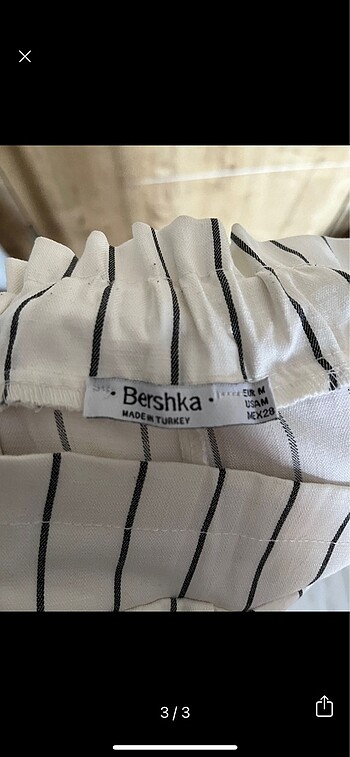 Bershka
MADE IN TURKEY
EUR M
USA M
MEX 28
3/3